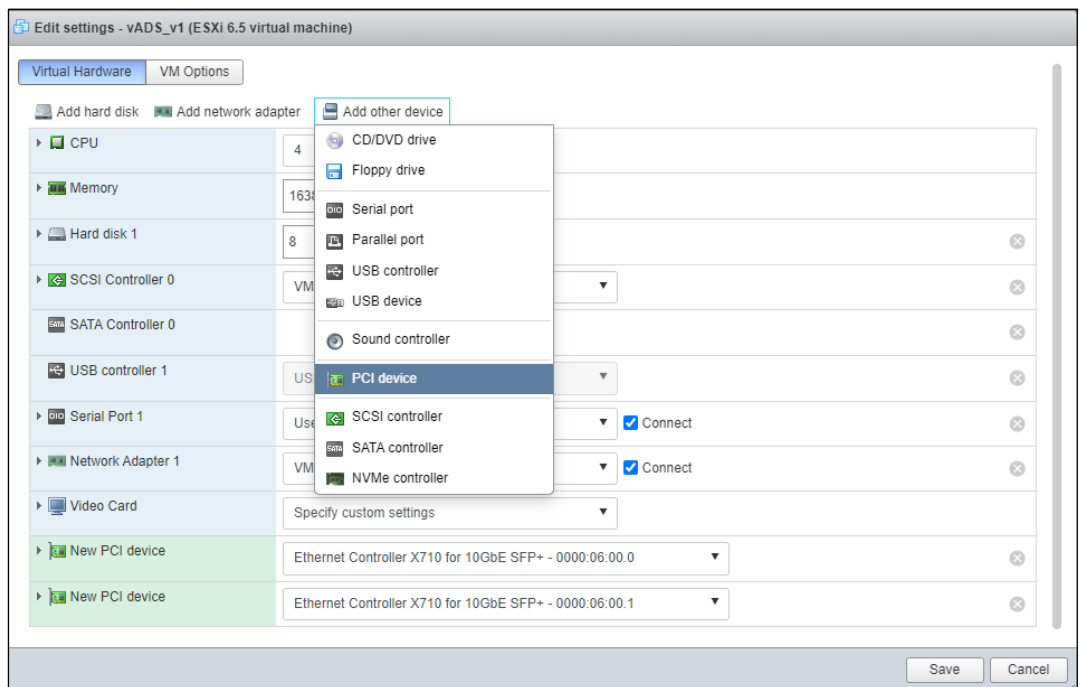 Edit settings - vADS_v1 (ESXi 6.5 virtual machine)
Virtual Hardware VM Options
Add hard disk Add network adapter Add other device
CD/DVD drive
Floppy drive
Serial port
Parallel port
USB controller
USB device
Sound controller
PCI device
SCSI controller
SATA controller
NVMe controller
CPU 4
Memory 1638
Hard disk 1 8
SCSI Controller 0 VM
SATA Controller 0
USB controller 1 US
Serial Port 1 Use Connect
Network Adapter 1 VM Connect
Video Card Specify custom settings
New PCI device Ethernet Controller X710 for 10GbE SFP+ - 0000:06:00.0
New PCI device Ethernet Controller X710 for 10GbE SFP+ - 0000:06:00.1
Save Cancel